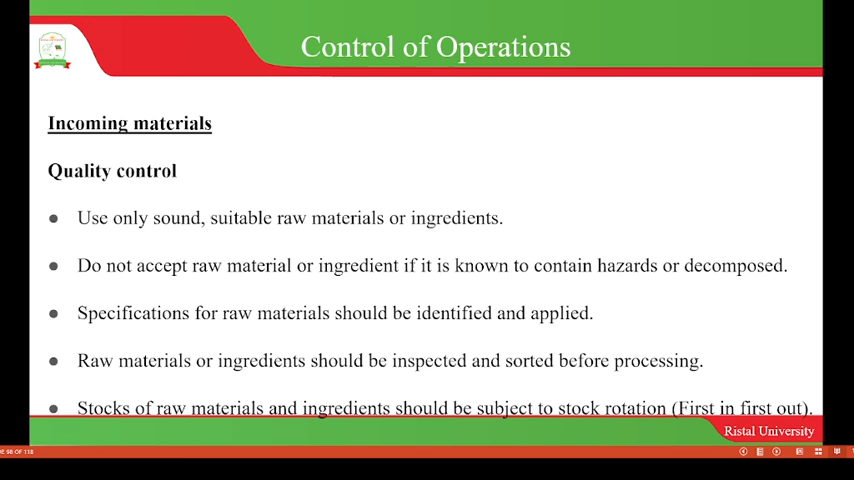 Control of Operations
Incoming materials
Quality control
● Use only sound, suitable raw materials or ingredients.
● Do not accept raw material or ingredient if it is known to contain hazards or decomposed.
● Specifications for raw materials should be identified and applied.
● Raw materials or ingredients should be inspected and sorted before processing.
● Stocks of raw materials and ingredients should be subject to stock rotation (First in first out).
Ristal University
OF 118